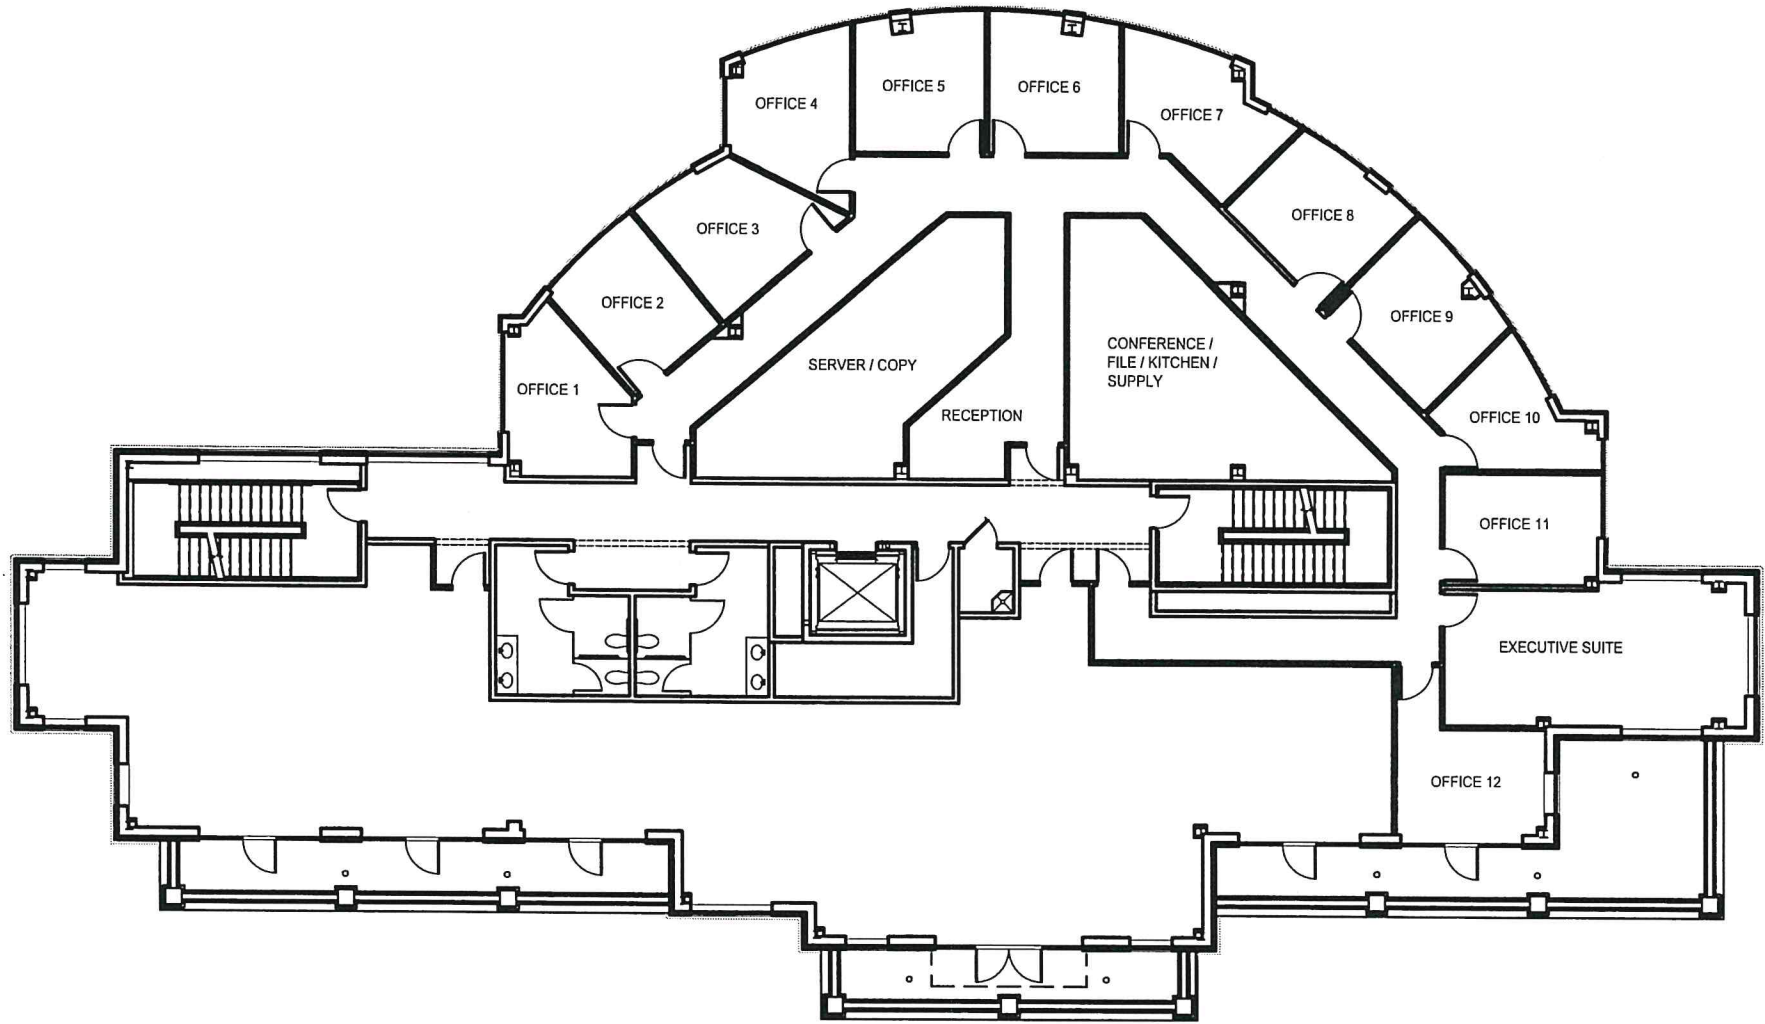 OFFICE 5
OFFICE 6
OFFICE 4
OFFICE 7
OFFICE 8
OFFICE 3
OFFICE 2
OFFICE 9
CONFERENCE /
FILE / KITCHEN /
SUPPLY
SERVER / COPY
OFFICE 1
RECEPTION
OFFICE 10
OFFICE 11
EXECUTIVE SUITE
OFFICE 12